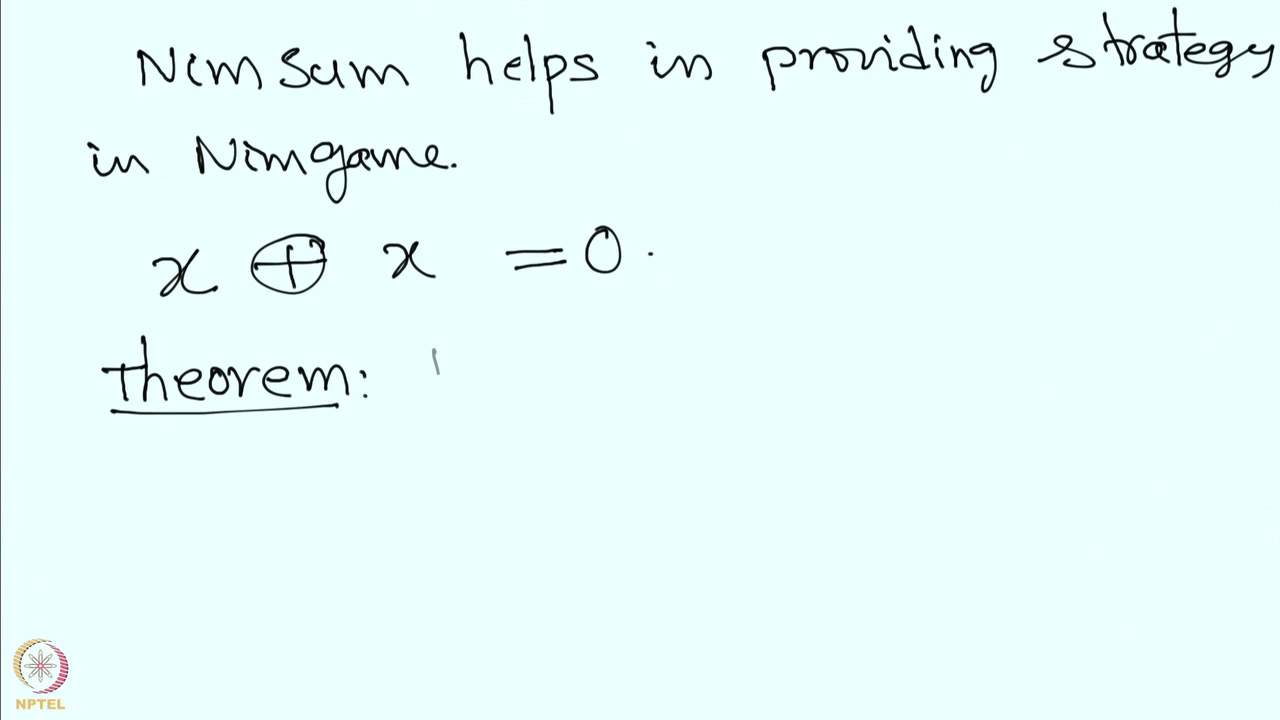 Nim Sum helps in providing strategy
in Nimgame.
x ⊕ x = 0.
Theorem:
NPTEL